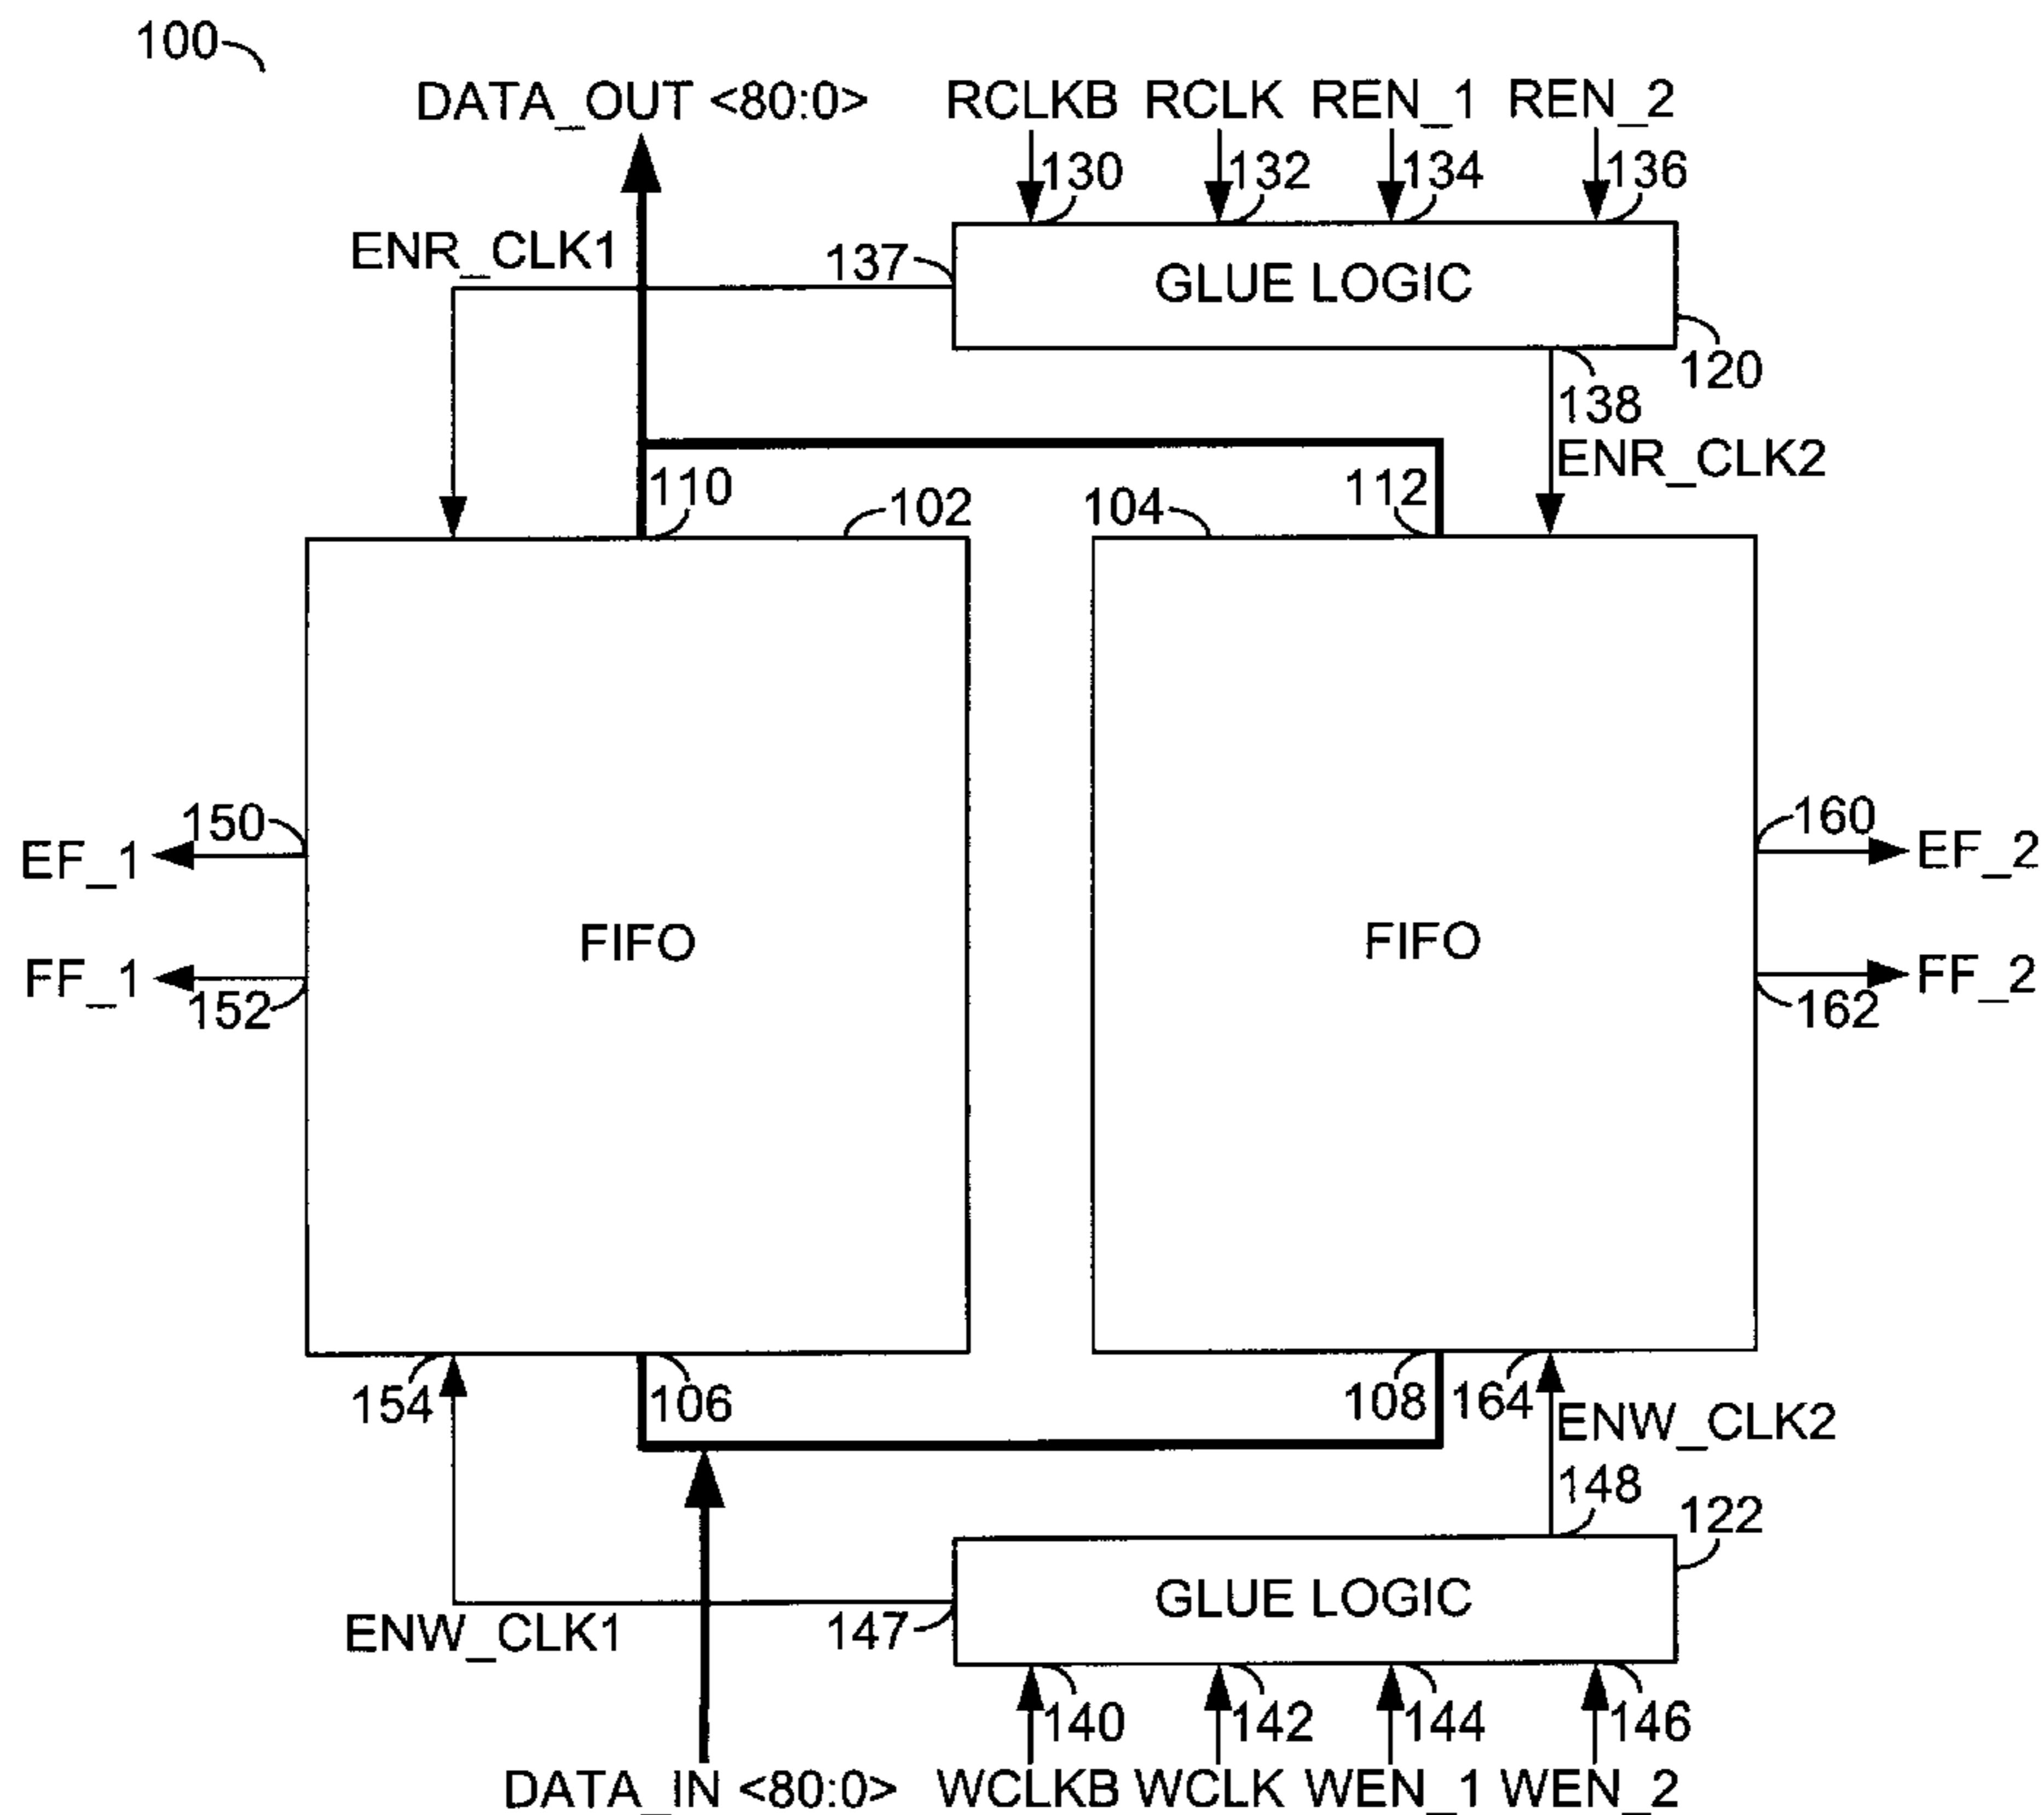 100
DATA_OUT <80:0> RCLKB RCLK REN_1 REN_2
130 132 134 136
ENR_CLK1 137 GLUE LOGIC
120
138
ENR_CLK2
110 102 104 112
150 160
EF_1 EF_2
FIFO FIFO
FF_1 FF_2
152 162
154 106 108 164
ENW_CLK2
148 122
GLUE LOGIC
ENW_CLK1 147
140 142 144 146
DATA_IN <80:0> WCLKB WCLK WEN_1 WEN_2